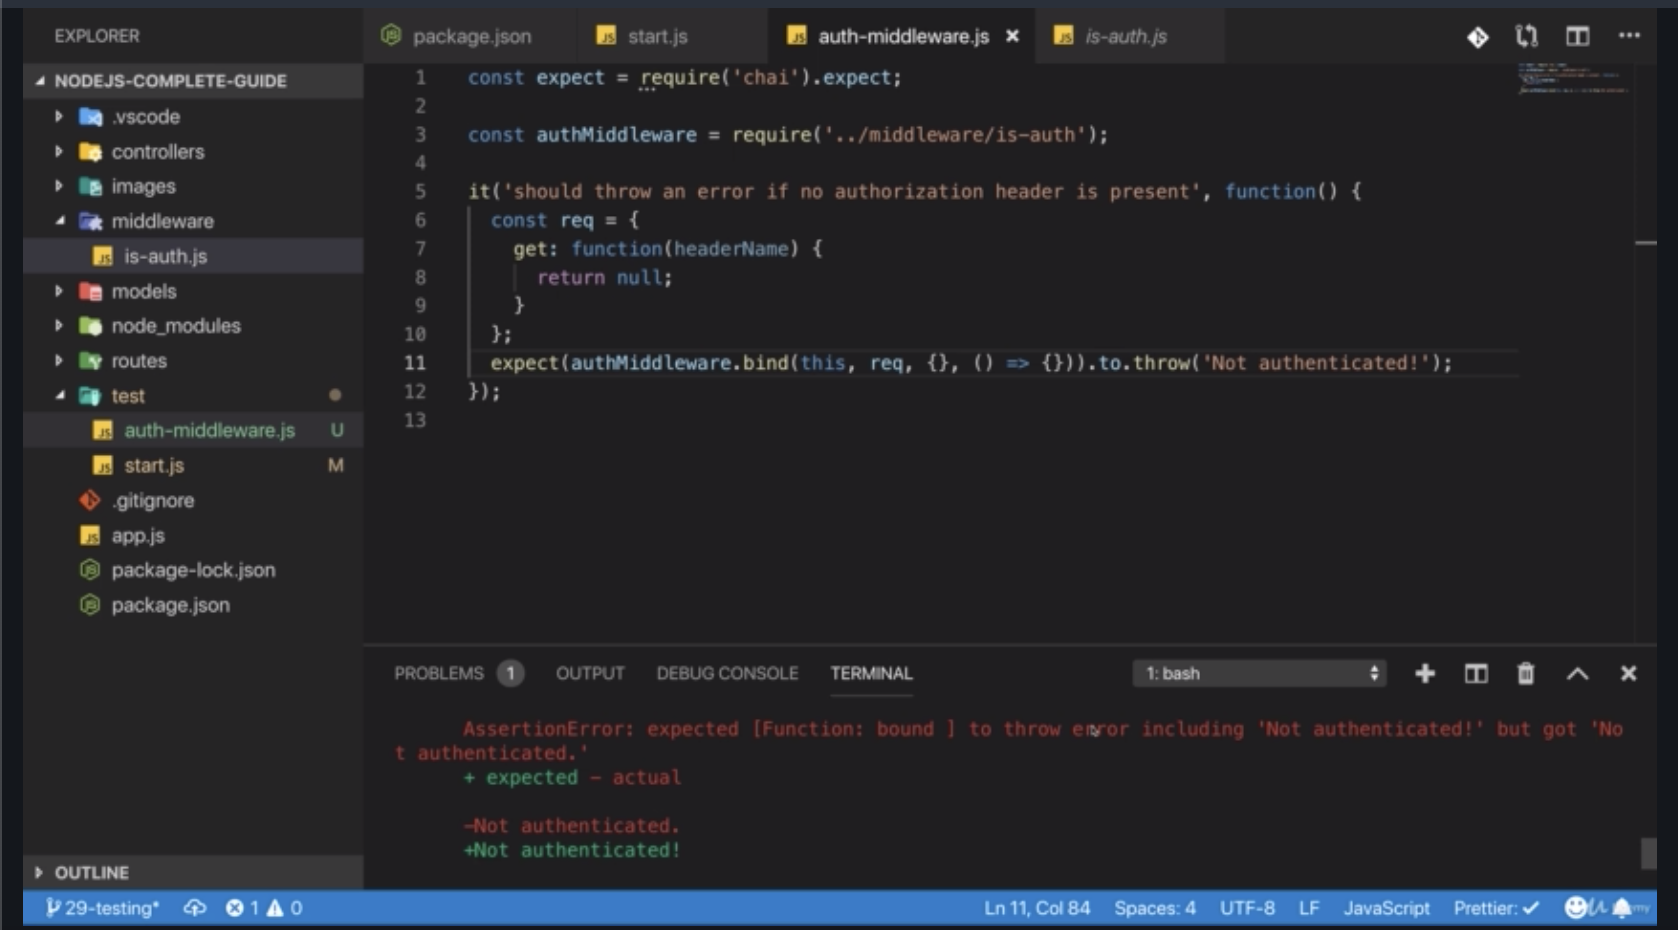 EXPLORER
package.json
start.js
auth-middleware.js
is-auth.js
NODEJS-COMPLETE-GUIDE
.vscode
controllers
images
middleware
is-auth.js
models
node_modules
routes
test
auth-middleware.js U
start.js M
.gitignore
app.js
package-lock.json
package.json
OUTLINE
1 const expect = require('chai').expect;
2
3 const authMiddleware = require('../middleware/is-auth');
4
5 it('should throw an error if no authorization header is present', function() {
6 const req = {
7 get: function(headerName) {
8 return null;
9 }
10 };
11 expect(authMiddleware.bind(this, req, {}, () => {})).to.throw('Not authenticated!');
12 });
13
PROBLEMS 1 OUTPUT DEBUG CONSOLE TERMINAL 1: bash
AssertionError: expected [Function: bound ] to throw error including 'Not authenticated!' but got 'No
t authenticated.'
+ expected - actual
-Not authenticated.
+Not authenticated!
29-testing* 1 0 Ln 11, Col 84 Spaces: 4 UTF-8 LF JavaScript Prettier: ✓